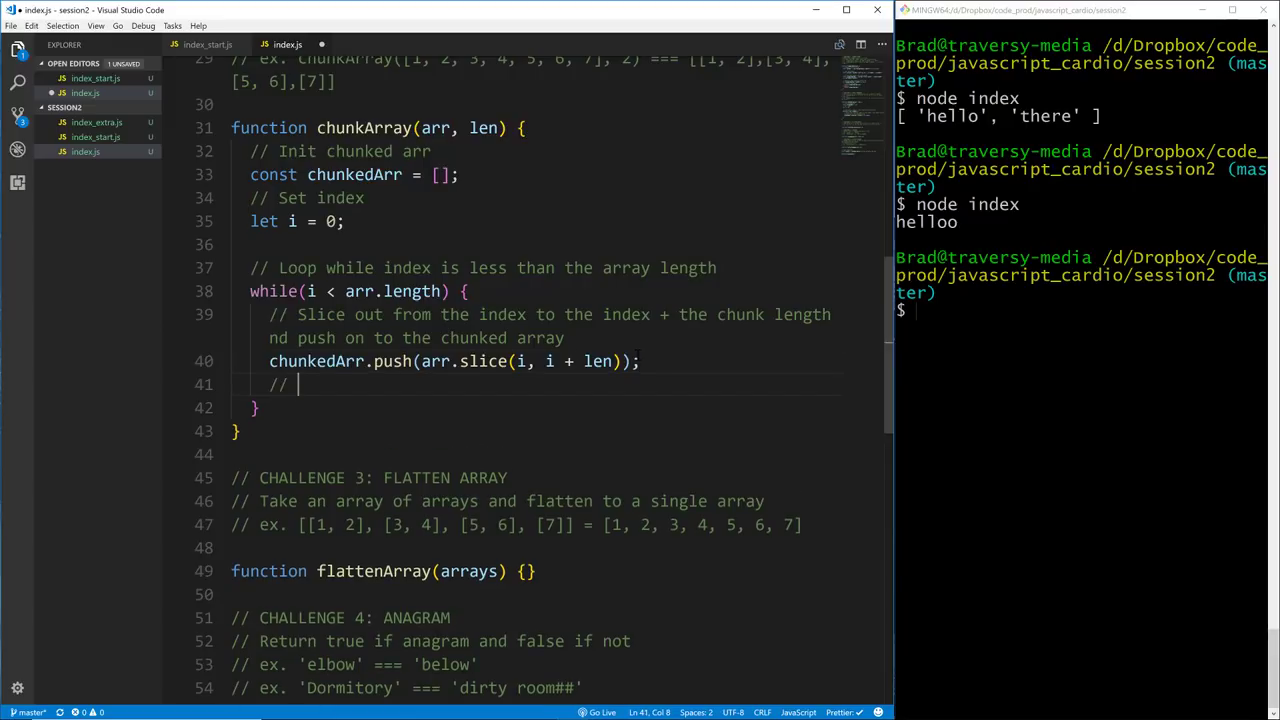 index.js - session2 - Visual Studio Code
File Edit Selection View Go Debug Tasks Help
EXPLORER
OPEN EDITORS 1 UNSAVED
index_start.js U
index.js U
SESSION2
index_extra.js U
index_start.js U
index.js U
index_start.js
index.js
29 // ex. chunkArray([1, 2, 3, 4, 5, 6, 7], 2) === [[1, 2],[3, 4],
[5, 6],[7]]
30
31 function chunkArray(arr, len) {
32 // Init chunked arr
33 const chunkedArr = [];
34 // Set index
35 let i = 0;
36
37 // Loop while index is less than the array length
38 while(i < arr.length) {
// Slice out from the index to the index + the chunk length
nd push on to the chunked array
40 chunkedArr.push(arr.slice(i, i + len));
41 //
42 }
43 }
44
45 // CHALLENGE 3: FLATTEN ARRAY
46 // Take an array of arrays and flatten to a single array
47 // ex. [[1, 2], [3, 4], [5, 6], [7]] = [1, 2, 3, 4, 5, 6, 7]
48
49 function flattenArray(arrays) {}
50
51 // CHALLENGE 4: ANAGRAM
52 // Return true if anagram and false if not
53 // ex. 'elbow' === 'below'
54 // ex. 'Dormitory' === 'dirty room##'
master* 0 0 Ln 41, Col 8 Spaces: 2 UTF-8 CRLF JavaScript Go Live Prettier: ✓
MINGW64:/d/Dropbox/code_prod/javascript_cardio/session2
Brad@traversy-media /d/Dropbox/code_
prod/javascript_cardio/session2 (mas
ter)
$ node index
[ 'hello', 'there' ]
Brad@traversy-media /d/Dropbox/code_
prod/javascript_cardio/session2 (mas
ter)
$ node index
helloo
Brad@traversy-media /d/Dropbox/code_
prod/javascript_cardio/session2 (mas
ter)
$